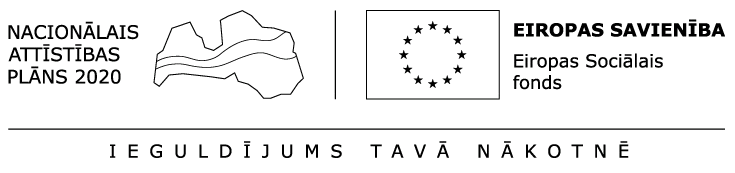 NACIONĀLAIS
ATTĪSTĪBAS
PLĀNS 2020
EIROPAS SAVIENĪBA
Eiropas Sociālais
fonds
IEGULDĪJUMS TAVĀ NĀKOTNĒ